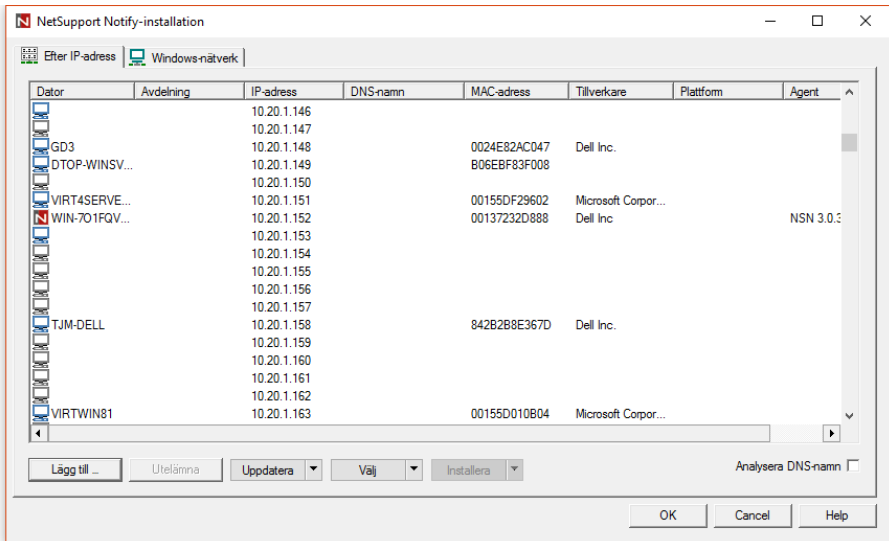 NetSupport Notify-installation
Efter IP-adress Windows-nätverk
Dator Avdelning IP-adress DNS-namn MAC-adress Tillverkare Plattform Agent
10.20.1.146
10.20.1.147
GD3 10.20.1.148 0024E82AC047 Dell Inc.
DTOP-WINSV... 10.20.1.149 B06EBF83F008
10.20.1.150
VIRT4SERVE... 10.20.1.151 00155DF29602 Microsoft Corpor...
WIN-7O1FQV... 10.20.1.152 00137232D888 Dell Inc NSN 3.0.3
10.20.1.153
10.20.1.154
10.20.1.155
10.20.1.156
10.20.1.157
TJM-DELL 10.20.1.158 842B2B8E367D Dell Inc.
10.20.1.159
10.20.1.160
10.20.1.161
10.20.1.162
VIRTWIN81 10.20.1.163 00155D010B04 Microsoft Corpor...
Lägg till ... Utelämna Uppdatera Välj Installera Analysera DNS-namn
OK Cancel Help